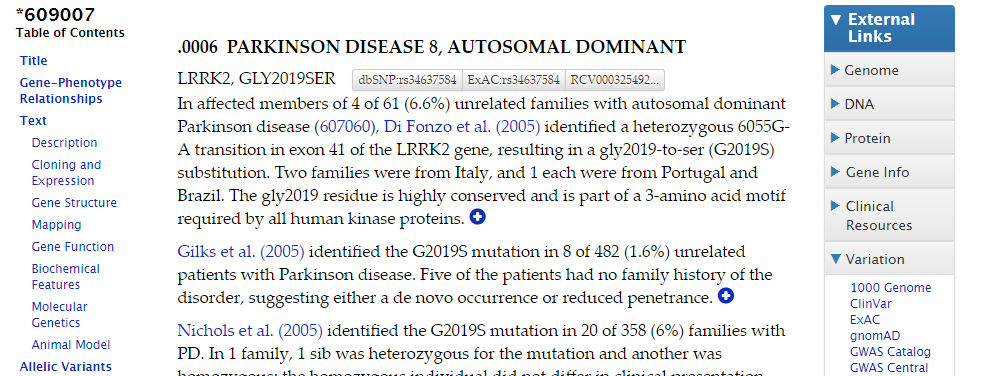 *609007
Table of Contents
Title
Gene-Phenotype
Relationships
Text
Description
Cloning and
Expression
Gene Structure
Mapping
Gene Function
Biochemical
Features
Molecular
Genetics
Animal Model
Allelic Variants
.0006 PARKINSON DISEASE 8, AUTOSOMAL DOMINANT
LRRK2, GLY2019SER dbSNP:rs34637584 ExAC:rs34637584 RCV000325492...
In affected members of 4 of 61 (6.6%) unrelated families with autosomal dominant
Parkinson disease (607060), Di Fonzo et al. (2005) identified a heterozygous 6055G-
A transition in exon 41 of the LRRK2 gene, resulting in a gly2019-to-ser (G2019S)
substitution. Two families were from Italy, and 1 each were from Portugal and
Brazil. The gly2019 residue is highly conserved and is part of a 3-amino acid motif
required by all human kinase proteins.
Gilks et al. (2005) identified the G2019S mutation in 8 of 482 (1.6%) unrelated
patients with Parkinson disease. Five of the patients had no family history of the
disorder, suggesting either a de novo occurrence or reduced penetrance.
Nichols et al. (2005) identified the G2019S mutation in 20 of 358 (6%) families with
PD. In 1 family, 1 sib was heterozygous for the mutation and another was
homozygous; the homozygous individual did not differ in clinical presentation
External
Links
Genome
DNA
Protein
Gene Info
Clinical
Resources
Variation
1000 Genome
ClinVar
ExAC
gnomAD
GWAS Catalog
GWAS Central